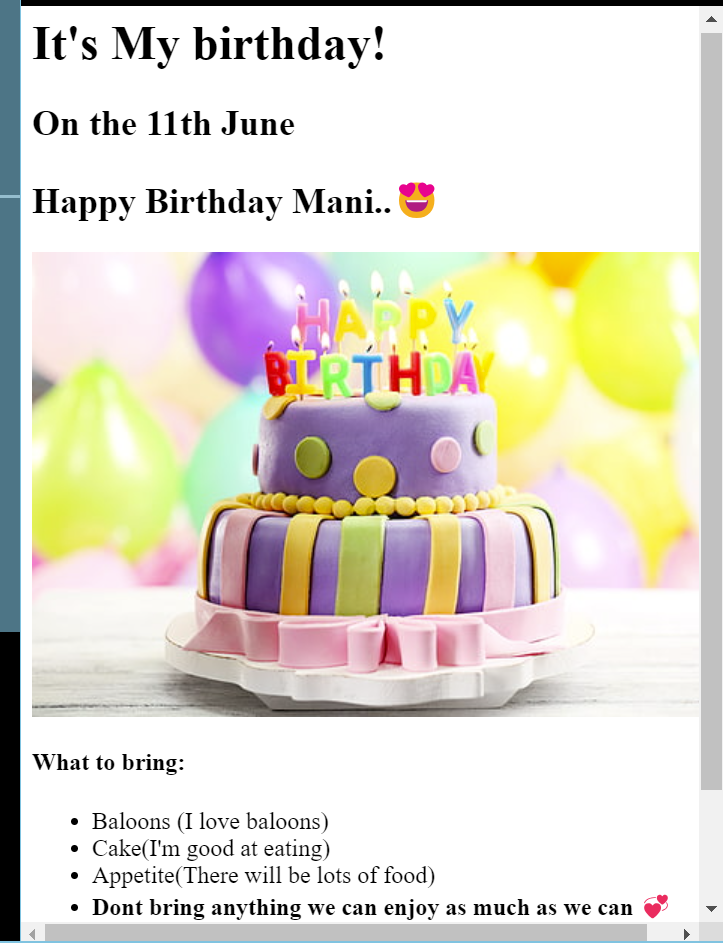 It's My birthday!
On the 11th June
Happy Birthday Mani..😍
HAPPY
BIRTHDAY
What to bring:
• Baloons (I love baloons)
• Cake(I'm good at eating)
• Appetite(There will be lots of food)
• Dont bring anything we can enjoy as much as we can 💞